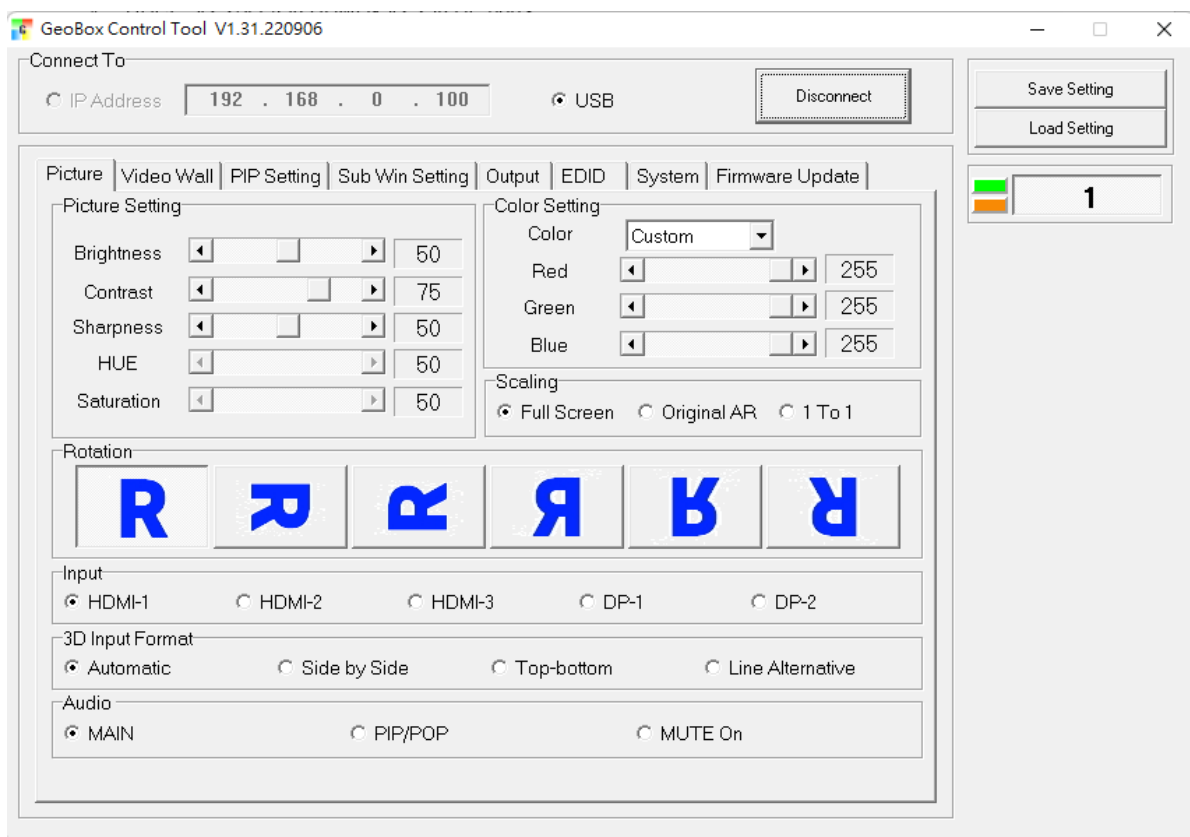 GeoBox Control Tool V1.31.220906
Connect To
IP Address 192 . 168 . 0 . 100 USB Disconnect
Save Setting
Load Setting
1
Picture Video Wall PIP Setting Sub Win Setting Output EDID System Firmware Update
Picture Setting
Brightness 50
Contrast 75
Sharpness 50
HUE 50
Saturation 50
Color Setting
Color Custom
Red 255
Green 255
Blue 255
Scaling
Full Screen Original AR 1 To 1
Rotation
R R R R R R
Input
HDMI-1 HDMI-2 HDMI-3 DP-1 DP-2
3D Input Format
Automatic Side by Side Top-bottom Line Alternative
Audio
MAIN PIP/POP MUTE On